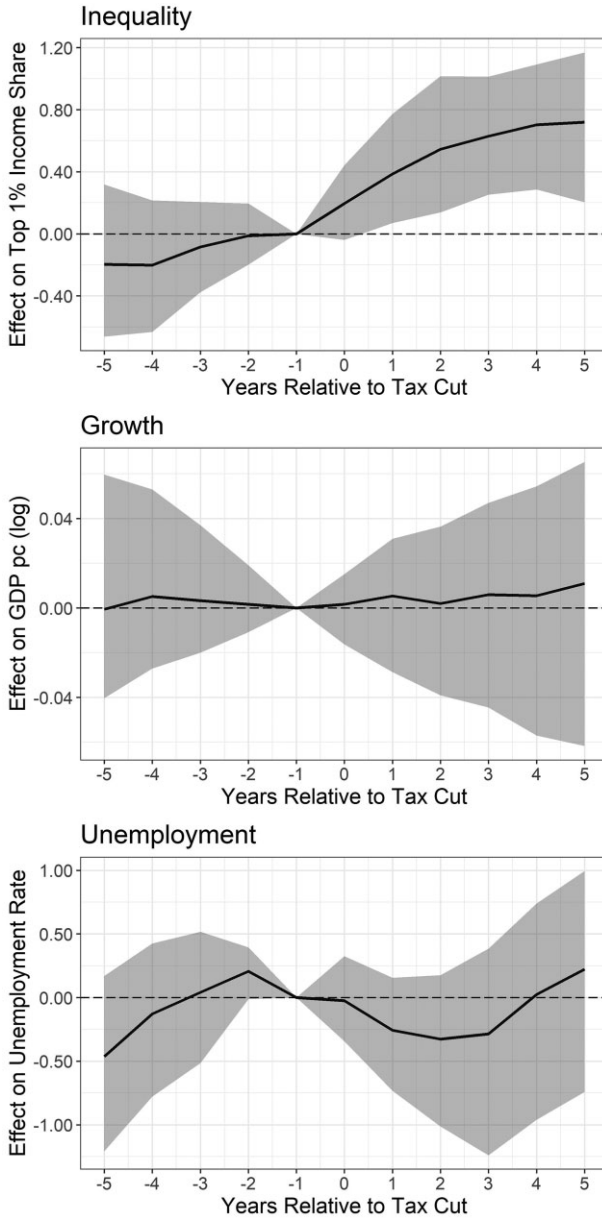 Inequality
Effect on Top 1% Income Share
1.20
0.80
0.40
0.00
-0.40
-5 -4 -3 -2 -1 0 1 2 3 4 5
Years Relative to Tax Cut
Growth
Effect on GDP pc (log)
0.04
0.00
-0.04
-5 -4 -3 -2 -1 0 1 2 3 4 5
Years Relative to Tax Cut
Unemployment
Effect on Unemployment Rate
1.00
0.50
0.00
-0.50
-1.00
-5 -4 -3 -2 -1 0 1 2 3 4 5
Years Relative to Tax Cut